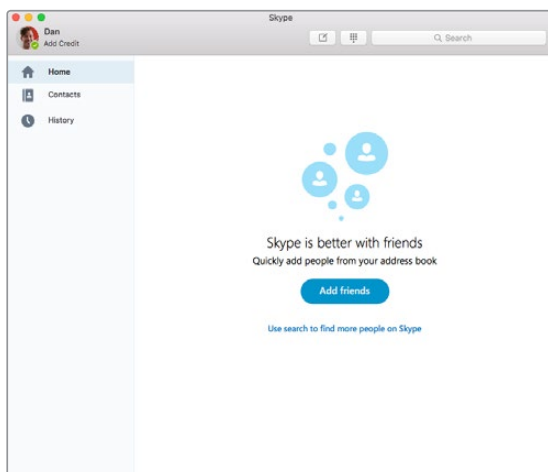 Skype
Dan
Add Credit
Search
Home
Contacts
History
Skype is better with friends
Quickly add people from your address book
Add friends
Use search to find more people on Skype